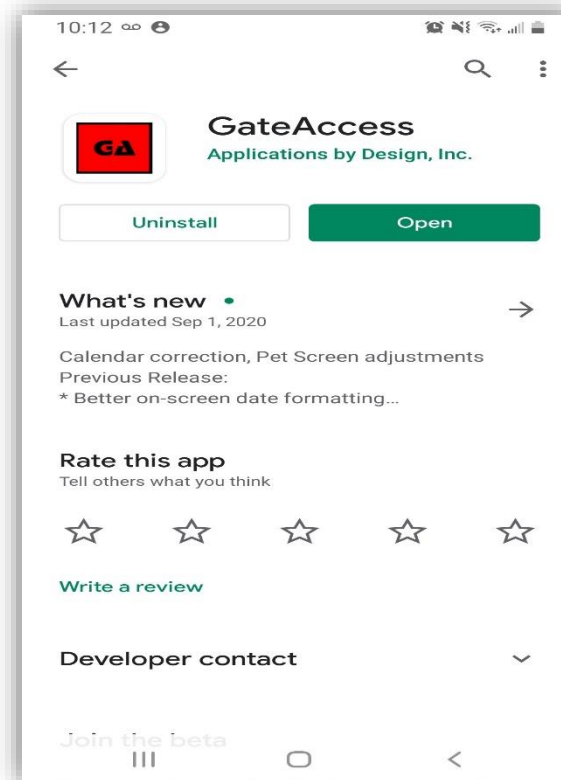 10:12
GateAccess
GA
Applications by Design, Inc.
Uninstall
Open
What's new
Last updated Sep 1, 2020
Calendar correction, Pet Screen adjustments
Previous Release:
* Better on-screen date formatting...
Rate this app
Tell others what you think
Write a review
Developer contact
Join the beta